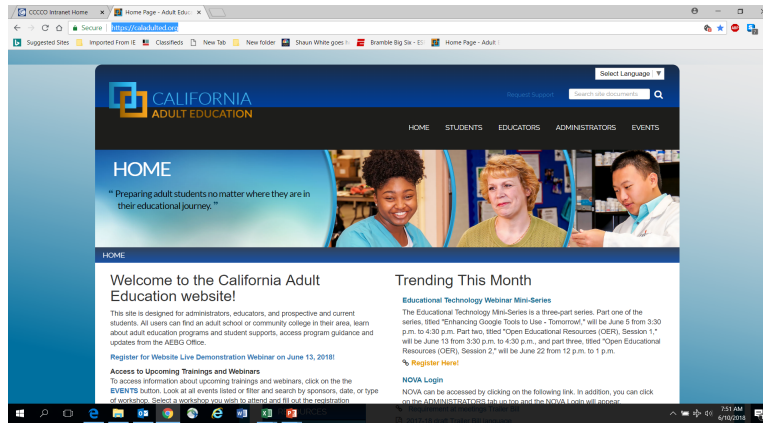 CCCCO Intranet Home
Home Page - Adult Educ
Secure
https://caladulted.org
Suggested Sites
Imported From IE
Classifieds
New Tab
New folder
Shaun White goes f
Bramble Big Six - ES
Home Page - Adult
Select Language
CALIFORNIA
ADULT EDUCATION
Request Support
Search site documents
HOME STUDENTS EDUCATORS ADMINISTRATORS EVENTS
HOME
“ Preparing adult students no matter where they are in
their educational journey. ”
HOME
Welcome to the California Adult
Education website!
This site is designed for administrators, educators, and prospective and current
students. All users can find an adult school or community college in their area, learn
about adult education programs and student supports, access program guidance and
updates from the AEBG Office.
Register for Website Live Demonstration Webinar on June 13, 2018!
Access to Upcoming Trainings and Webinars
To access information about upcoming trainings and webinars, click on the the
EVENTS button. Look at all events listed or filter and search by sponsors, date, or type
of workshop. Select a workshop you wish to attend and fill out the registration
Trending This Month
Educational Technology Webinar Mini-Series
The Educational Technology Mini-Series is a three-part series. Part one of the
series, titled "Enhancing Google Tools to Use - Tomorrow!," will be June 5 from 3:30
p.m. to 4:30 p.m. Part two, titled "Open Educational Resources (OER), Session 1,"
will be June 13 from 3:30 p.m. to 4:30 p.m., and part three, titled "Open Educational
Resources (OER), Session 2," will be June 22 from 12 p.m. to 1 p.m.
Register Here!
NOVA Login
NOVA can be accessed by clicking on the following link. In addition, you can click
on the ADMINISTRATORS tab up top and the NOVA Login will appear.
7:51 AM
6/10/2018